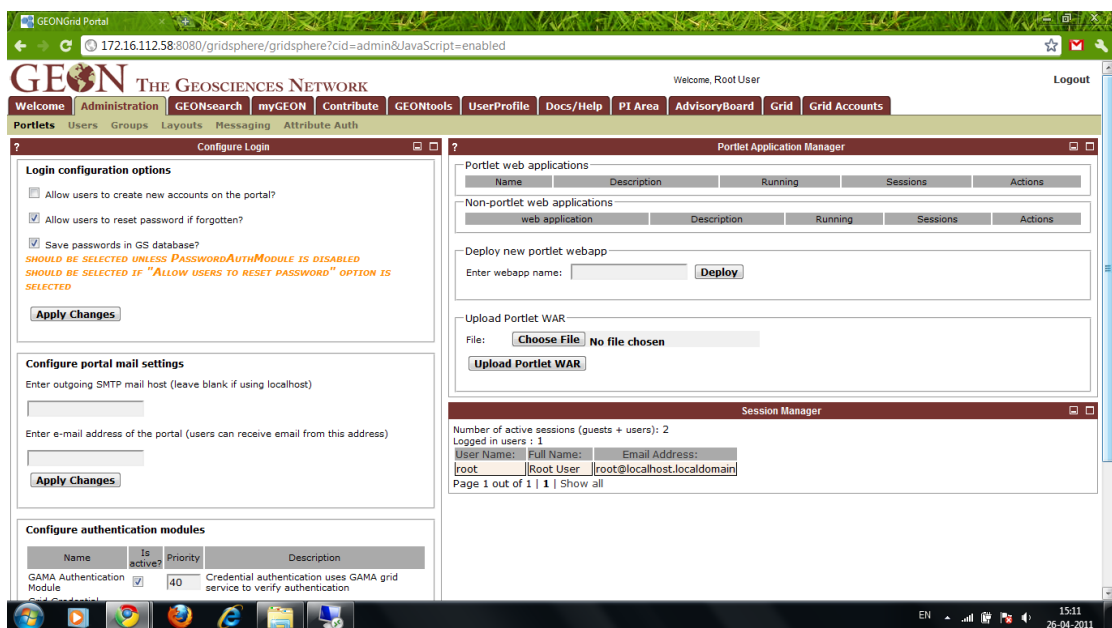 GEONGrid Portal
172.16.112.58:8080/gridsphere/gridsphere?cid=admin&JavaScript=enabled
GEON THE GEOSCIENCES NETWORK
Welcome, Root User
Logout
Welcome Administration GEONsearch myGEON Contribute GEONtools UserProfile Docs/Help PI Area AdvisoryBoard Grid Grid Accounts
Portlets Users Groups Layouts Messaging Attribute Auth
? Configure Login
Login configuration options
Allow users to create new accounts on the portal?
Allow users to reset password if forgotten?
Save passwords in GS database?
SHOULD BE SELECTED UNLESS PASSWORDAUTHMODULE IS DISABLED
SHOULD BE SELECTED IF "ALLOW USERS TO RESET PASSWORD" OPTION IS
SELECTED
Apply Changes
Configure portal mail settings
Enter outgoing SMTP mail host (leave blank if using localhost)
Enter e-mail address of the portal (users can receive email from this address)
Apply Changes
Configure authentication modules
Name Is active? Priority Description
GAMA Authentication Module 40 Credential authentication uses GAMA grid service to verify authentication
Grid Credential
? Portlet Application Manager
Portlet web applications
Name Description Running Sessions Actions
Non-portlet web applications
web application Description Running Sessions Actions
Deploy new portlet webapp
Enter webapp name: Deploy
Upload Portlet WAR
File: Choose File No file chosen
Upload Portlet WAR
Session Manager
Number of active sessions (guests + users): 2
Logged in users : 1
User Name: Full Name: Email Address:
root Root User root@localhost.localdomain
Page 1 out of 1 | 1 | Show all
EN 15:11
26-04-2011